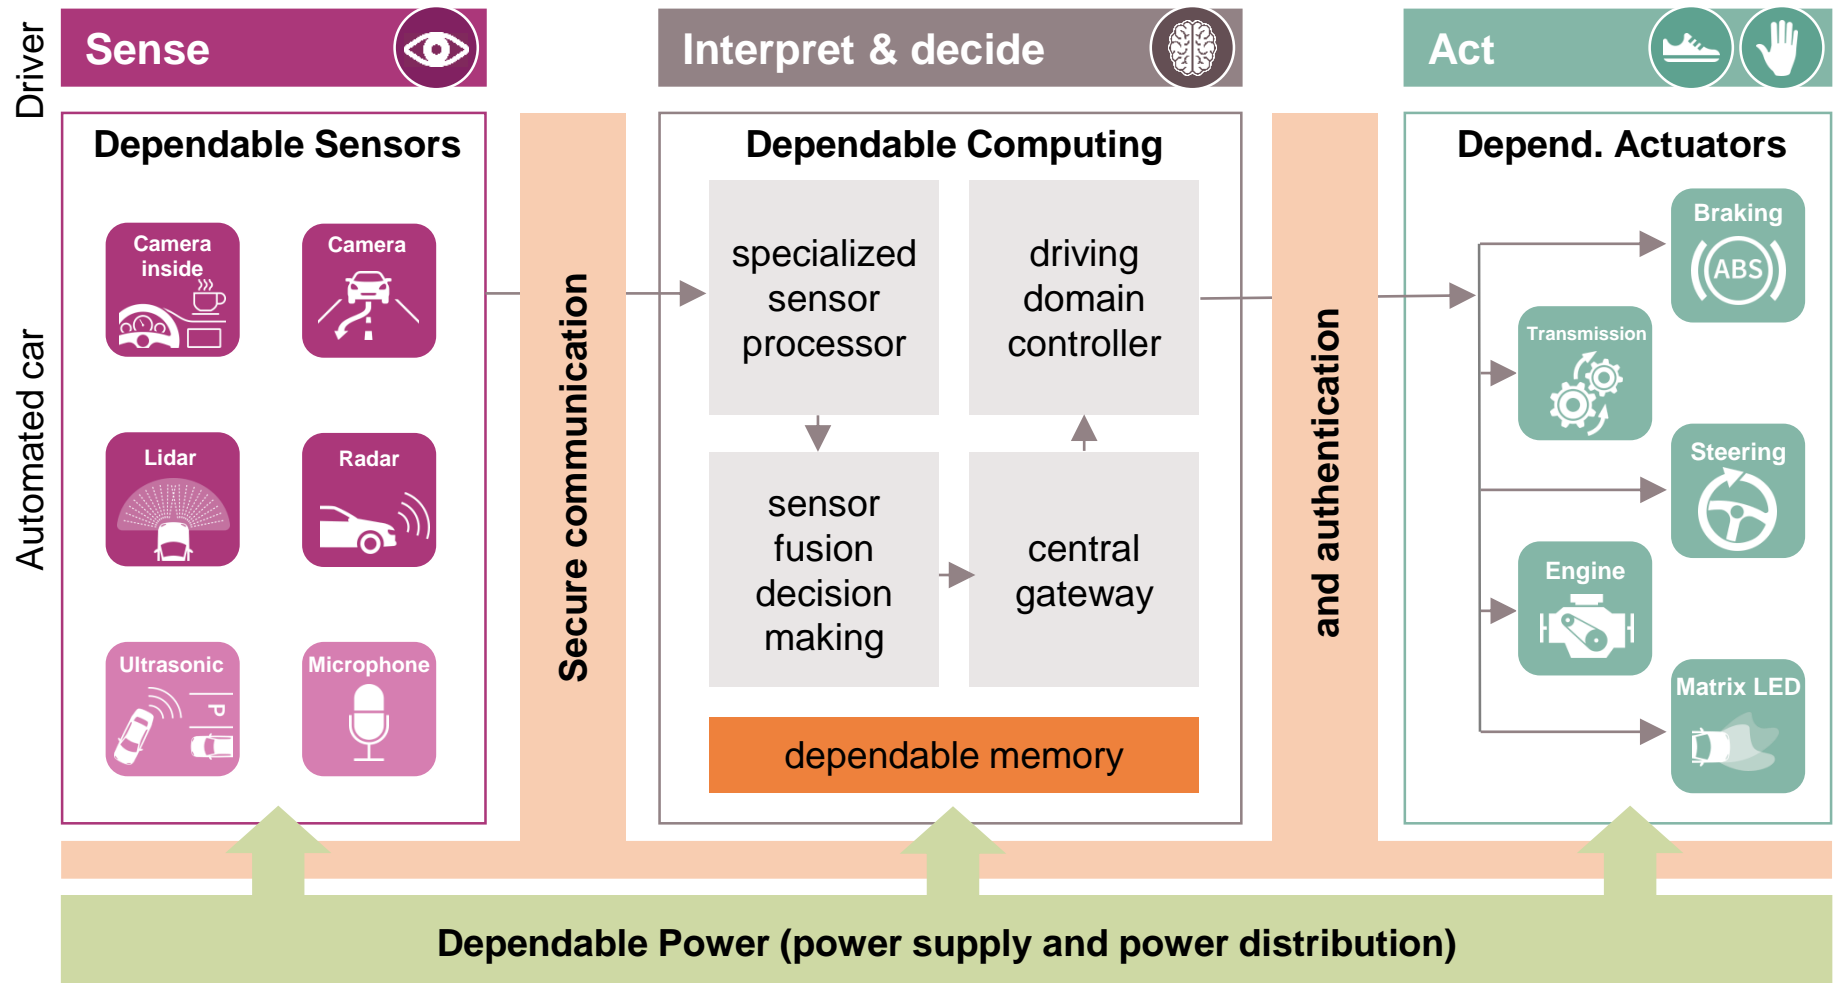 Driver
Sense
Interpret & decide
Act
Automated car
Dependable Sensors
Camera
inside
Camera
Lidar
Radar
Ultrasonic
P
Microphone
Secure communication
Dependable Computing
specialized
sensor
processor
driving
domain
controller
sensor
fusion
decision
making
central
gateway
dependable memory
and authentication
Depend. Actuators
Braking
ABS
Transmission
Steering
Engine
Matrix LED
Dependable Power (power supply and power distribution)